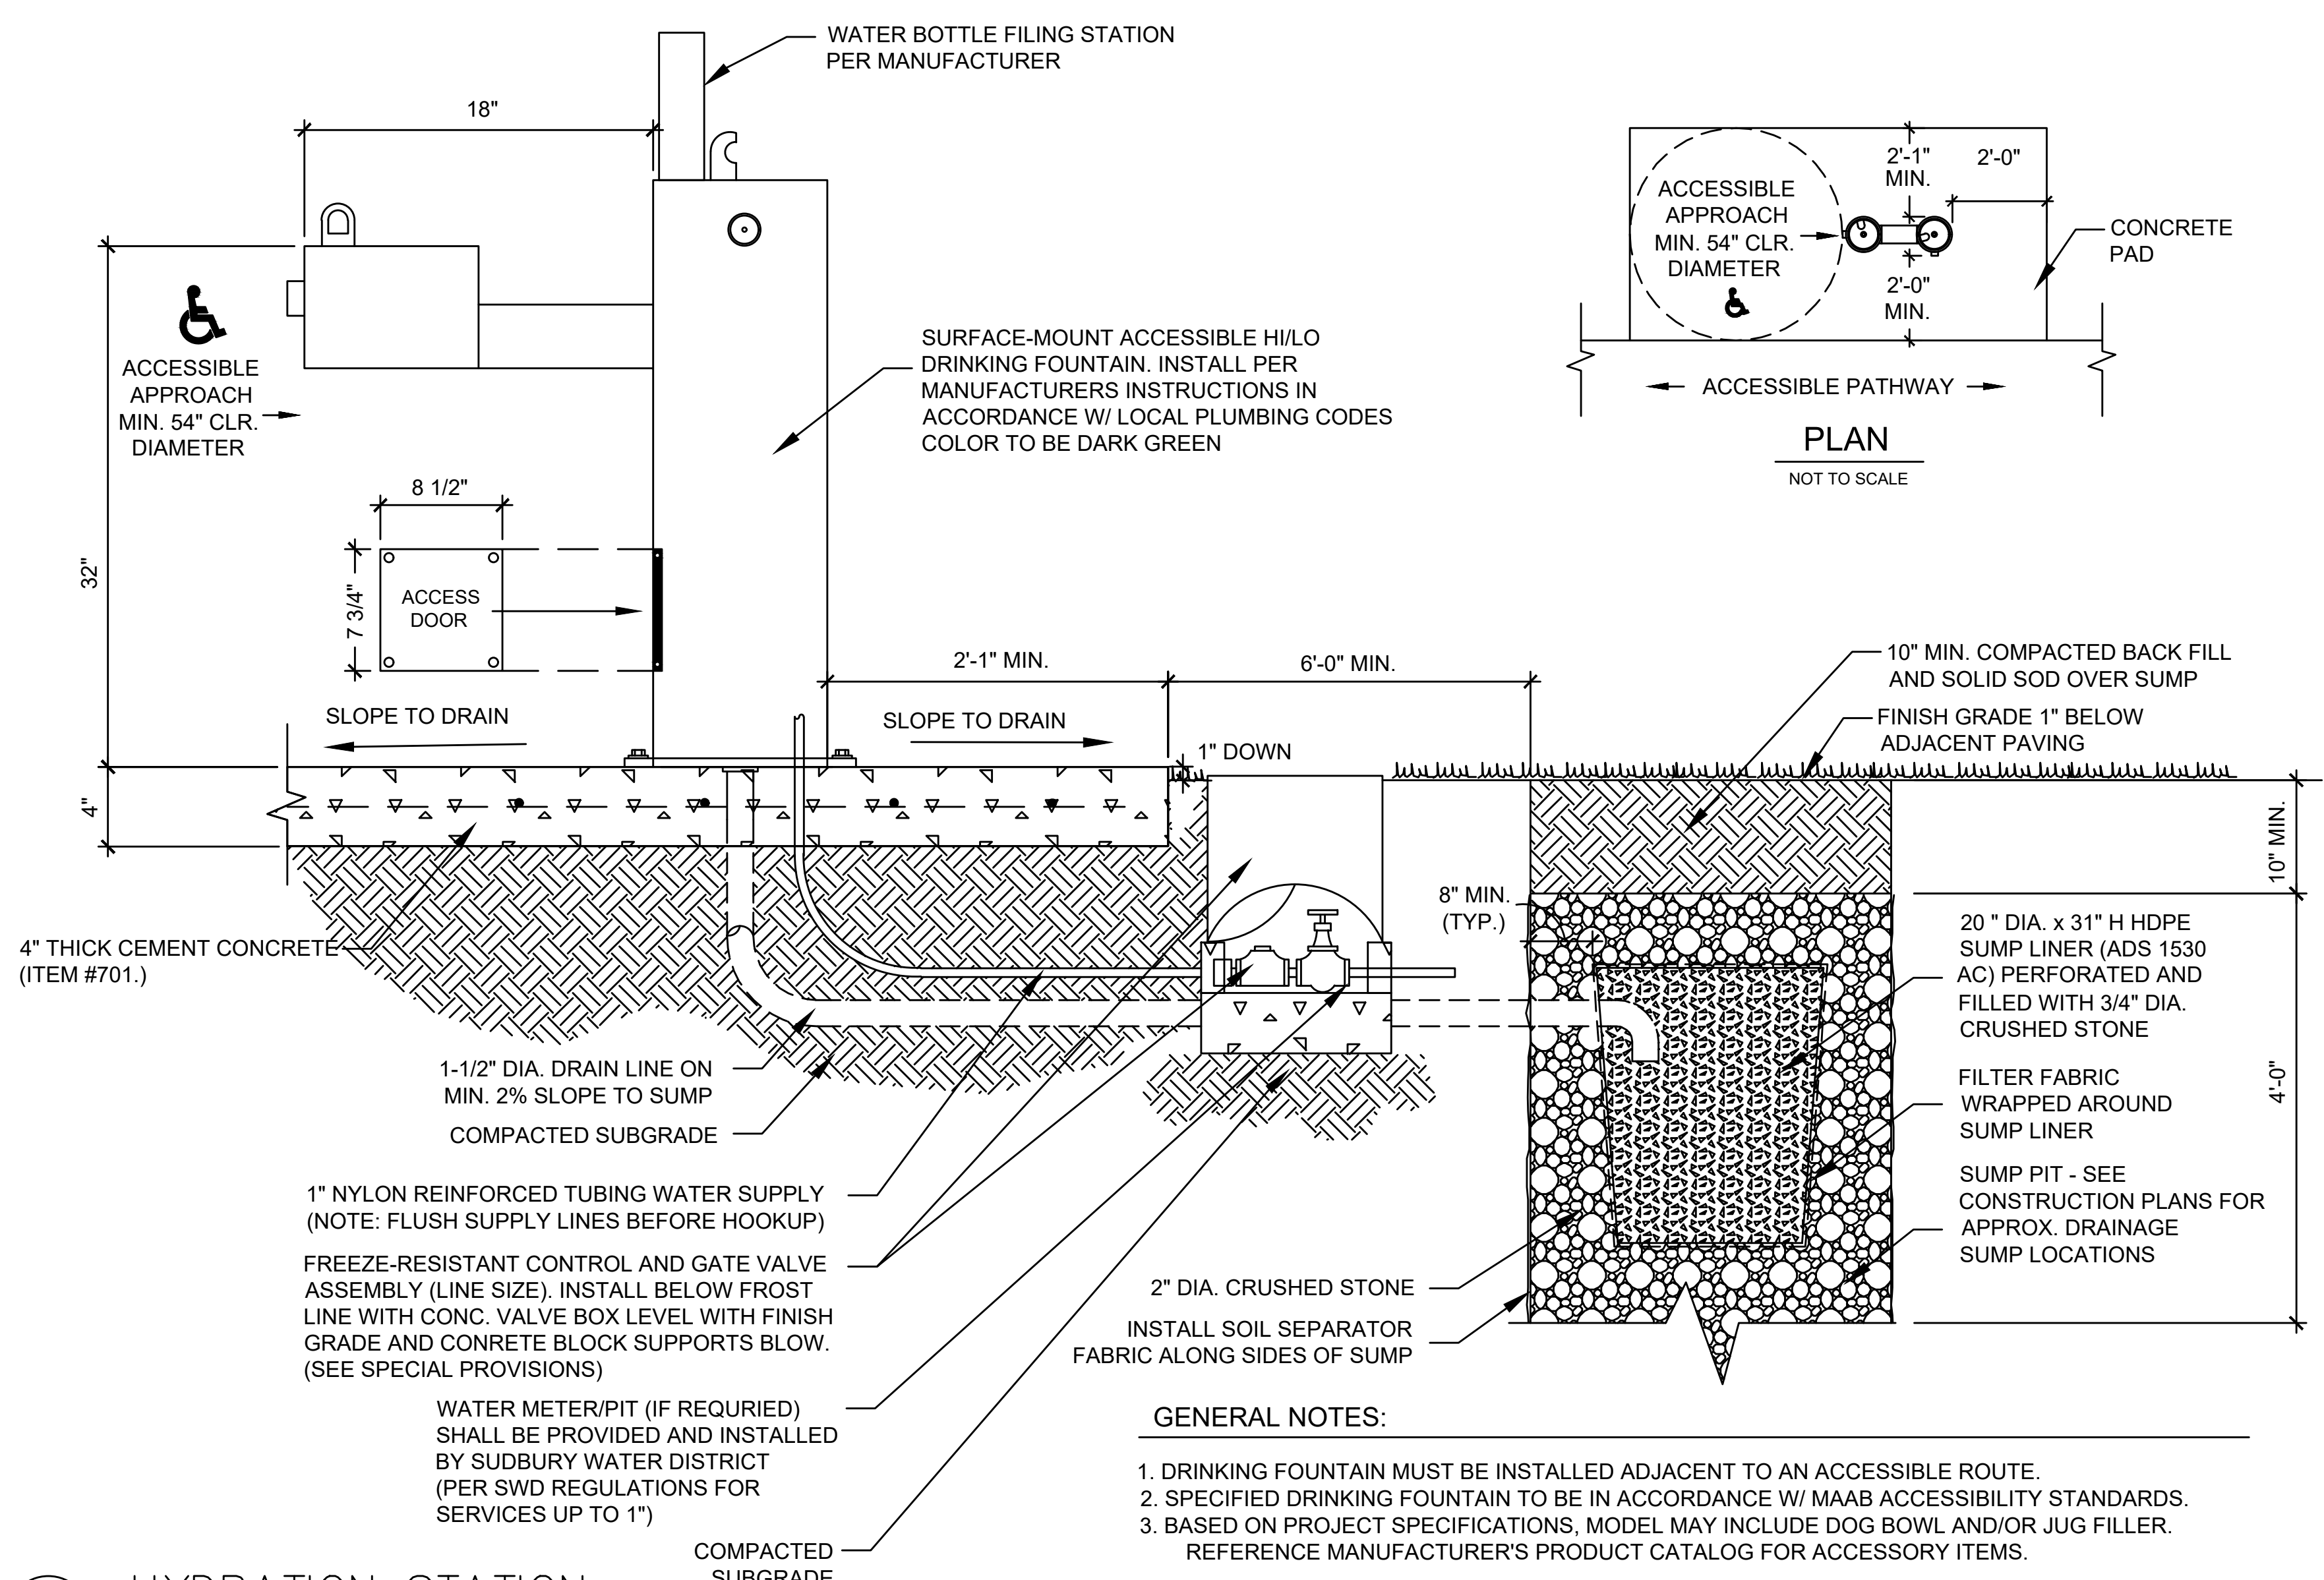 WATER BOTTLE FILING STATION
PER MANUFACTURER
18"
32"
4"
ACCESSIBLE
APPROACH
MIN. 54" CLR.
DIAMETER
8 1/2"
7 3/4"
ACCESS
DOOR
SURFACE-MOUNT ACCESSIBLE HI/LO
DRINKING FOUNTAIN. INSTALL PER
MANUFACTURERS INSTRUCTIONS IN
ACCORDANCE W/ LOCAL PLUMBING CODES
COLOR TO BE DARK GREEN
ACCESSIBLE
APPROACH
MIN. 54" CLR.
DIAMETER
2'-1"
MIN.
2'-0"
2'-0"
MIN.
CONCRETE
PAD
ACCESSIBLE PATHWAY
PLAN
NOT TO SCALE
SLOPE TO DRAIN
SLOPE TO DRAIN
2'-1" MIN.
6'-0" MIN.
1" DOWN
10" MIN. COMPACTED BACK FILL
AND SOLID SOD OVER SUMP
FINISH GRADE 1" BELOW
ADJACENT PAVING
10" MIN.
4'-0"
8" MIN.
(TYP.)
20 " DIA. x 31" H HDPE
SUMP LINER (ADS 1530
AC) PERFORATED AND
FILLED WITH 3/4" DIA.
CRUSHED STONE
FILTER FABRIC
WRAPPED AROUND
SUMP LINER
SUMP PIT - SEE
CONSTRUCTION PLANS FOR
APPROX. DRAINAGE
SUMP LOCATIONS
4" THICK CEMENT CONCRETE
(ITEM #701.)
1-1/2" DIA. DRAIN LINE ON
MIN. 2% SLOPE TO SUMP
COMPACTED SUBGRADE
1" NYLON REINFORCED TUBING WATER SUPPLY
(NOTE: FLUSH SUPPLY LINES BEFORE HOOKUP)
FREEZE-RESISTANT CONTROL AND GATE VALVE
ASSEMBLY (LINE SIZE). INSTALL BELOW FROST
LINE WITH CONC. VALVE BOX LEVEL WITH FINISH
GRADE AND CONRETE BLOCK SUPPORTS BLOW.
(SEE SPECIAL PROVISIONS)
WATER METER/PIT (IF REQURIED)
SHALL BE PROVIDED AND INSTALLED
BY SUDBURY WATER DISTRICT
(PER SWD REGULATIONS FOR
SERVICES UP TO 1")
COMPACTED
SUBGRADE
2" DIA. CRUSHED STONE
INSTALL SOIL SEPARATOR
FABRIC ALONG SIDES OF SUMP
GENERAL NOTES:
1. DRINKING FOUNTAIN MUST BE INSTALLED ADJACENT TO AN ACCESSIBLE ROUTE.
2. SPECIFIED DRINKING FOUNTAIN TO BE IN ACCORDANCE W/ MAAB ACCESSIBILITY STANDARDS.
3. BASED ON PROJECT SPECIFICATIONS, MODEL MAY INCLUDE DOG BOWL AND/OR JUG FILLER.
REFERENCE MANUFACTURER'S PRODUCT CATALOG FOR ACCESSORY ITEMS.
HYDRATION STATION